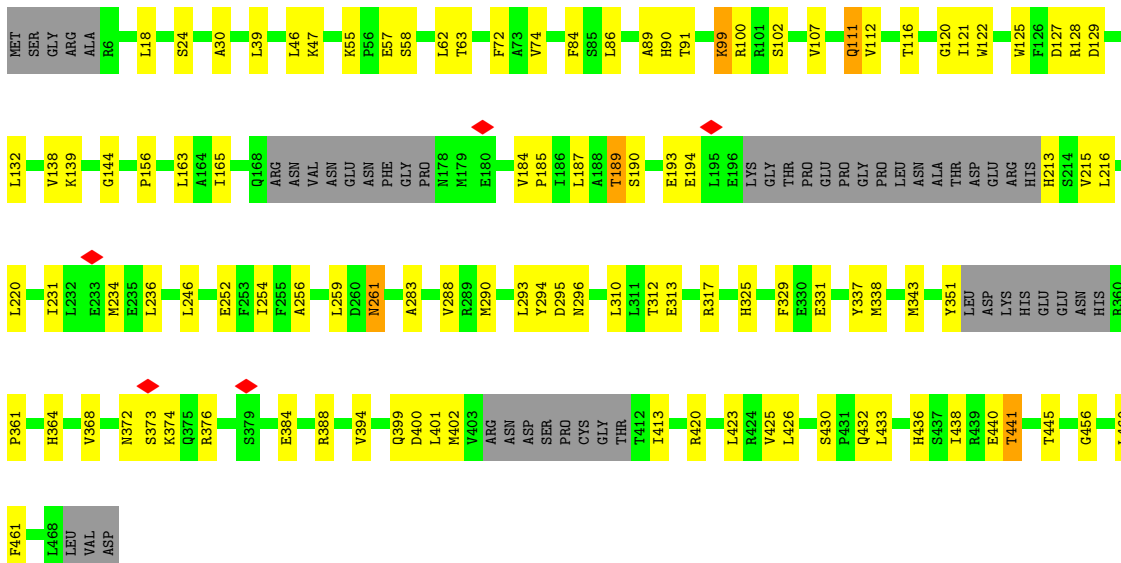 MET SER GLY ARG ALA R6 L18 S24 A30 L39 L46 K47 K55 P56 E57 S58 L62 T63 F72 A73 V74 F84 S85 L86 A89 H90 T91 K99 R100 R101 S102 V107 Q111 V112 T116 G120 I121 W122 W125 F126 D127 R128 D129
L132 V138 K139 G144 P156 L163 A164 I165 Q168 ARG ASN VAL ASN GLU ASN PHE GLY PRO N178 M179 E180 V184 P185 I186 L187 A188 T189 S190 E193 E194 L195 E196 LYS GLY THR PRO GLU PRO GLY PRO LEU ASN ALA THR ASP GLU ARG HIS H213 S214 V215 L216
L220 I231 L232 E233 M234 E235 L236 L246 E252 F253 I254 F255 A256 L259 D260 N261 A283 V288 R289 M290 L293 Y294 D295 N296 L310 L311 T312 E313 R317 H325 F329 E330 E331 Y337 M338 M343 Y351 LEU ASP LYS HIS GLU GLU ASN HIS R360
P361 H364 V368 N372 S373 K374 Q375 R376 S379 E384 R388 V394 Q399 D400 L401 M402 V403 ARG ASN ASP SER PRO CYS GLY THR T412 I413 R420 L423 R424 V425 L426 S430 P431 Q432 L433 H436 S437 I438 R439 E440 T441 T445 G456
F461 L468 LEU VAL ASP